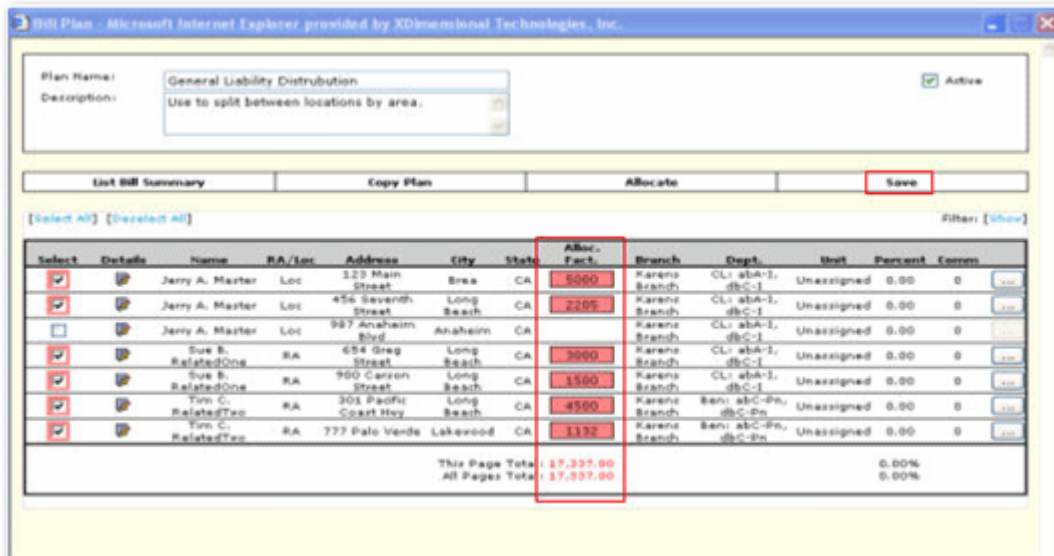 Bill Plan - Microsoft Internet Explorer provided by XDimensional Technologies, Inc.
Plan Name: General Liability Distrubution Active
Description: Use to split between locations by area.
List Bill Summary Copy Plan Allocate Save
[Select All] [Deselect All] Filter: [Show]
Select Details Name RA/Loc Address City State Alloc. Fact. Branch Dept. Unit Percent Comm
Jerry A. Master Loc 123 Main Street Brea CA 5000 Karens Branch CL: abA-I, dbC-I Unassigned 0.00 0 ...
Jerry A. Master Loc 456 Seventh Street Long Beach CA 2205 Karens Branch CL: abA-I, dbC-I Unassigned 0.00 0 ...
Jerry A. Master Loc 987 Anaheim Blvd Anaheim CA Karens Branch CL: abA-I, dbC-I Unassigned 0.00 0 ...
Sue B. RelatedOne RA 654 Greg Street Long Beach CA 3000 Karens Branch CL: abA-I, dbC-I Unassigned 0.00 0 ...
Sue B. RelatedOne RA 900 Carson Street Long Beach CA 1500 Karens Branch CL: abA-I, dbC-I Unassigned 0.00 0 ...
Tim C. RelatedTwo RA 301 Pacific Coast Hwy Long Beach CA 4500 Karens Branch Ben: abC-Pn, dbC-Pn Unassigned 0.00 0 ...
Tim C. RelatedTwo RA 777 Palo Verde Lakewood CA 1132 Karens Branch Ben: abC-Pn, dbC-Pn Unassigned 0.00 0 ...
This Page Total: 17,337.00 0.00%
All Pages Total: 17,337.00 0.00%